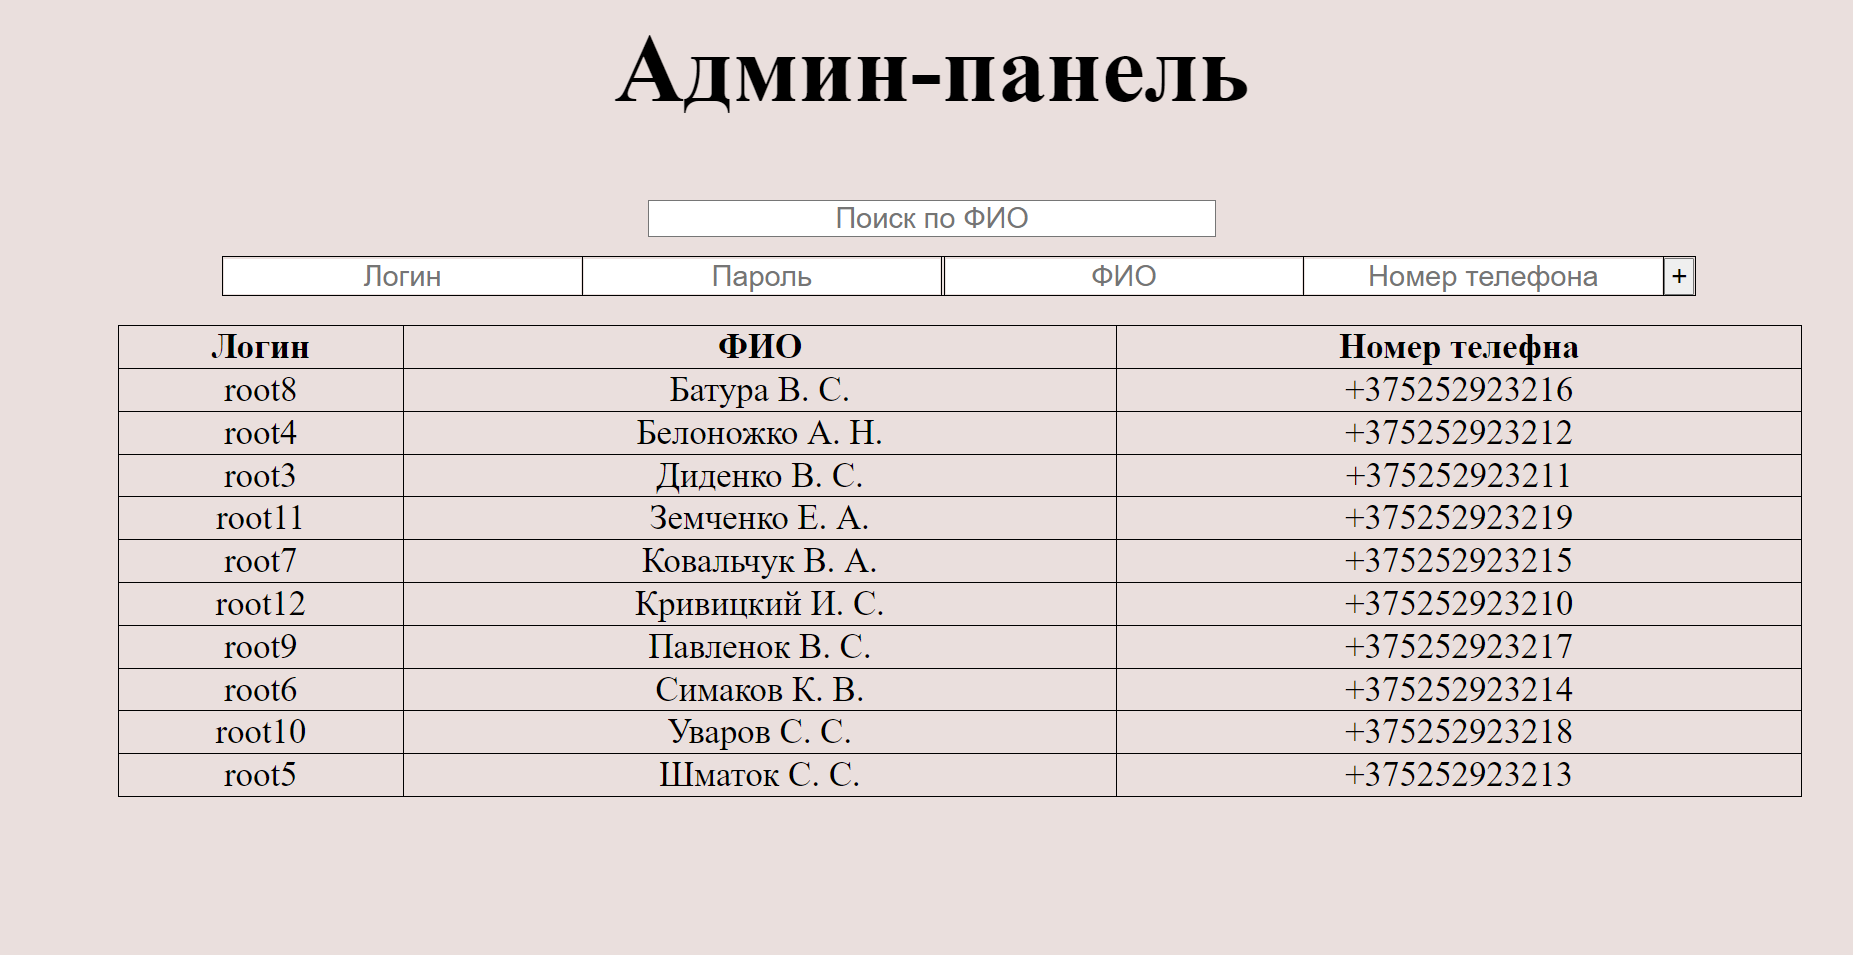 Админ-панель
Поиск по ФИО
Логин Пароль ФИО Номер телефона +
Логин ФИО Номер телефна
root8 Батура В. С. +375252923216
root4 Белоножко А. Н. +375252923212
root3 Диденко В. С. +375252923211
root11 Земченко Е. А. +375252923219
root7 Ковальчук В. А. +375252923215
root12 Кривицкий И. С. +375252923210
root9 Павленок В. С. +375252923217
root6 Симаков К. В. +375252923214
root10 Уваров С. С. +375252923218
root5 Шматок С. С. +375252923213